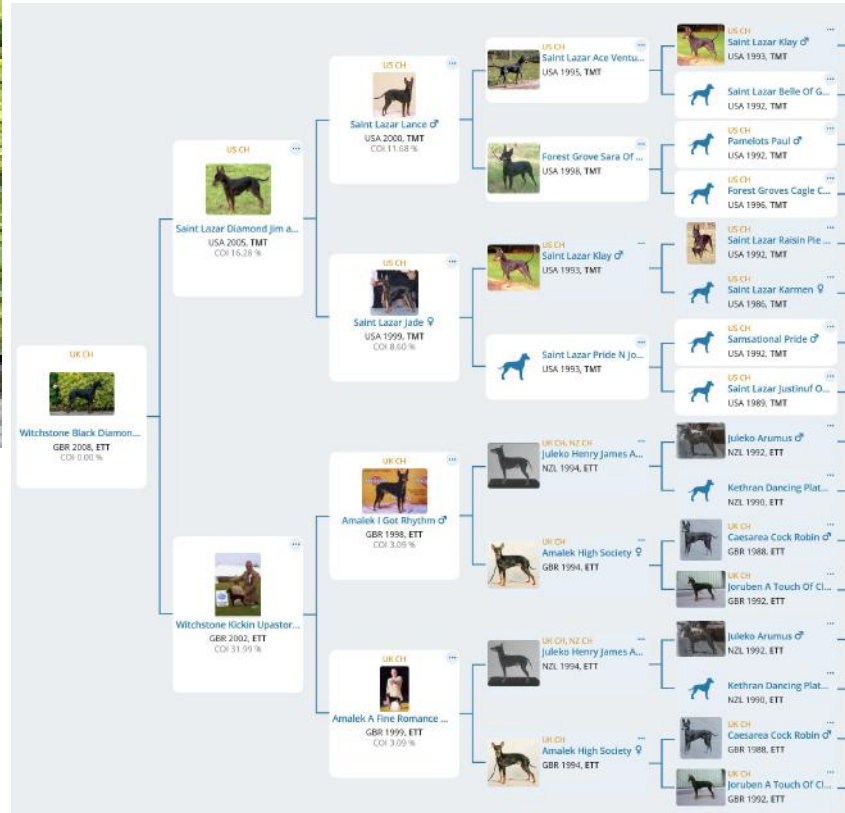 UK CH
Witchstone Black Diamon...
GBR 2008, ETT
COI 0.00 %
US CH
Saint Lazar Diamond Jim a...
USA 2005, TMT
COI 16.28 %
Witchstone Kickin Upastor...
GBR 2002, ETT
COI 31.99 %
US CH
Saint Lazar Lance ♂
USA 2000, TMT
COI 11.68 %
US CH
Saint Lazar Jade ♀
USA 1999, TMT
COI 8.60 %
UK CH
Amalek I Got Rhythm ♂
GBR 1998, ETT
COI 3.09 %
UK CH
Amalek A Fine Romance ...
GBR 1999, ETT
COI 3.09 %
US CH
Saint Lazar Ace Ventu...
USA 1995, TMT
Forest Grove Sara Of ...
USA 1998, TMT
US CH
Saint Lazar Klay ♂
USA 1993, TMT
Saint Lazar Pride N Jo...
USA 1993, TMT
UK CH, NZ CH
Juleko Henry James A...
NZL 1994, ETT
UK CH
Amalek High Society ♀
GBR 1994, ETT
UK CH, NZ CH
Juleko Henry James A...
NZL 1994, ETT
UK CH
Amalek High Society ♀
GBR 1994, ETT
US CH
Saint Lazar Klay ♂
USA 1993, TMT
Saint Lazar Belle Of G...
USA 1992, TMT
US CH
Pamelots Paul ♂
USA 1992, TMT
US CH
Forest Groves Cagle C...
USA 1996, TMT
US CH
Saint Lazar Raisin Pie ...
USA 1992, TMT
US CH
Saint Lazar Karmen ♀
USA 1986, TMT
US CH
Samsational Pride ♂
USA 1992, TMT
US CH
Saint Lazar Justinuf O...
USA 1989, TMT
Juleko Arumus ♂
NZL 1992, ETT
Kethran Dancing Plat...
NZL 1990, ETT
UK CH
Caesarea Cock Robin ♂
GBR 1988, ETT
UK CH
Joruben A Touch Of Cl...
GBR 1992, ETT
Juleko Arumus ♂
NZL 1992, ETT
Kethran Dancing Plat...
NZL 1990, ETT
UK CH
Caesarea Cock Robin ♂
GBR 1988, ETT
UK CH
Joruben A Touch Of Cl...
GBR 1992, ETT